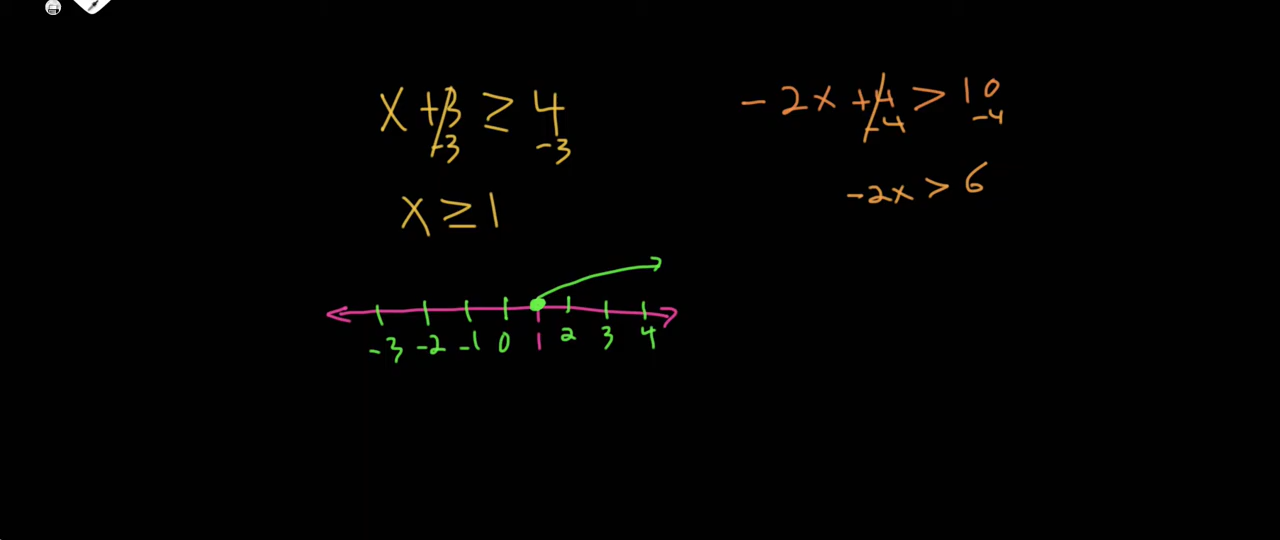 x + 3 ≥ 4
-3 -3
x ≥ 1
-3 -2 -1 0 1 2 3 4
-2x + 4 > 10
-4 -4
-2x > 6